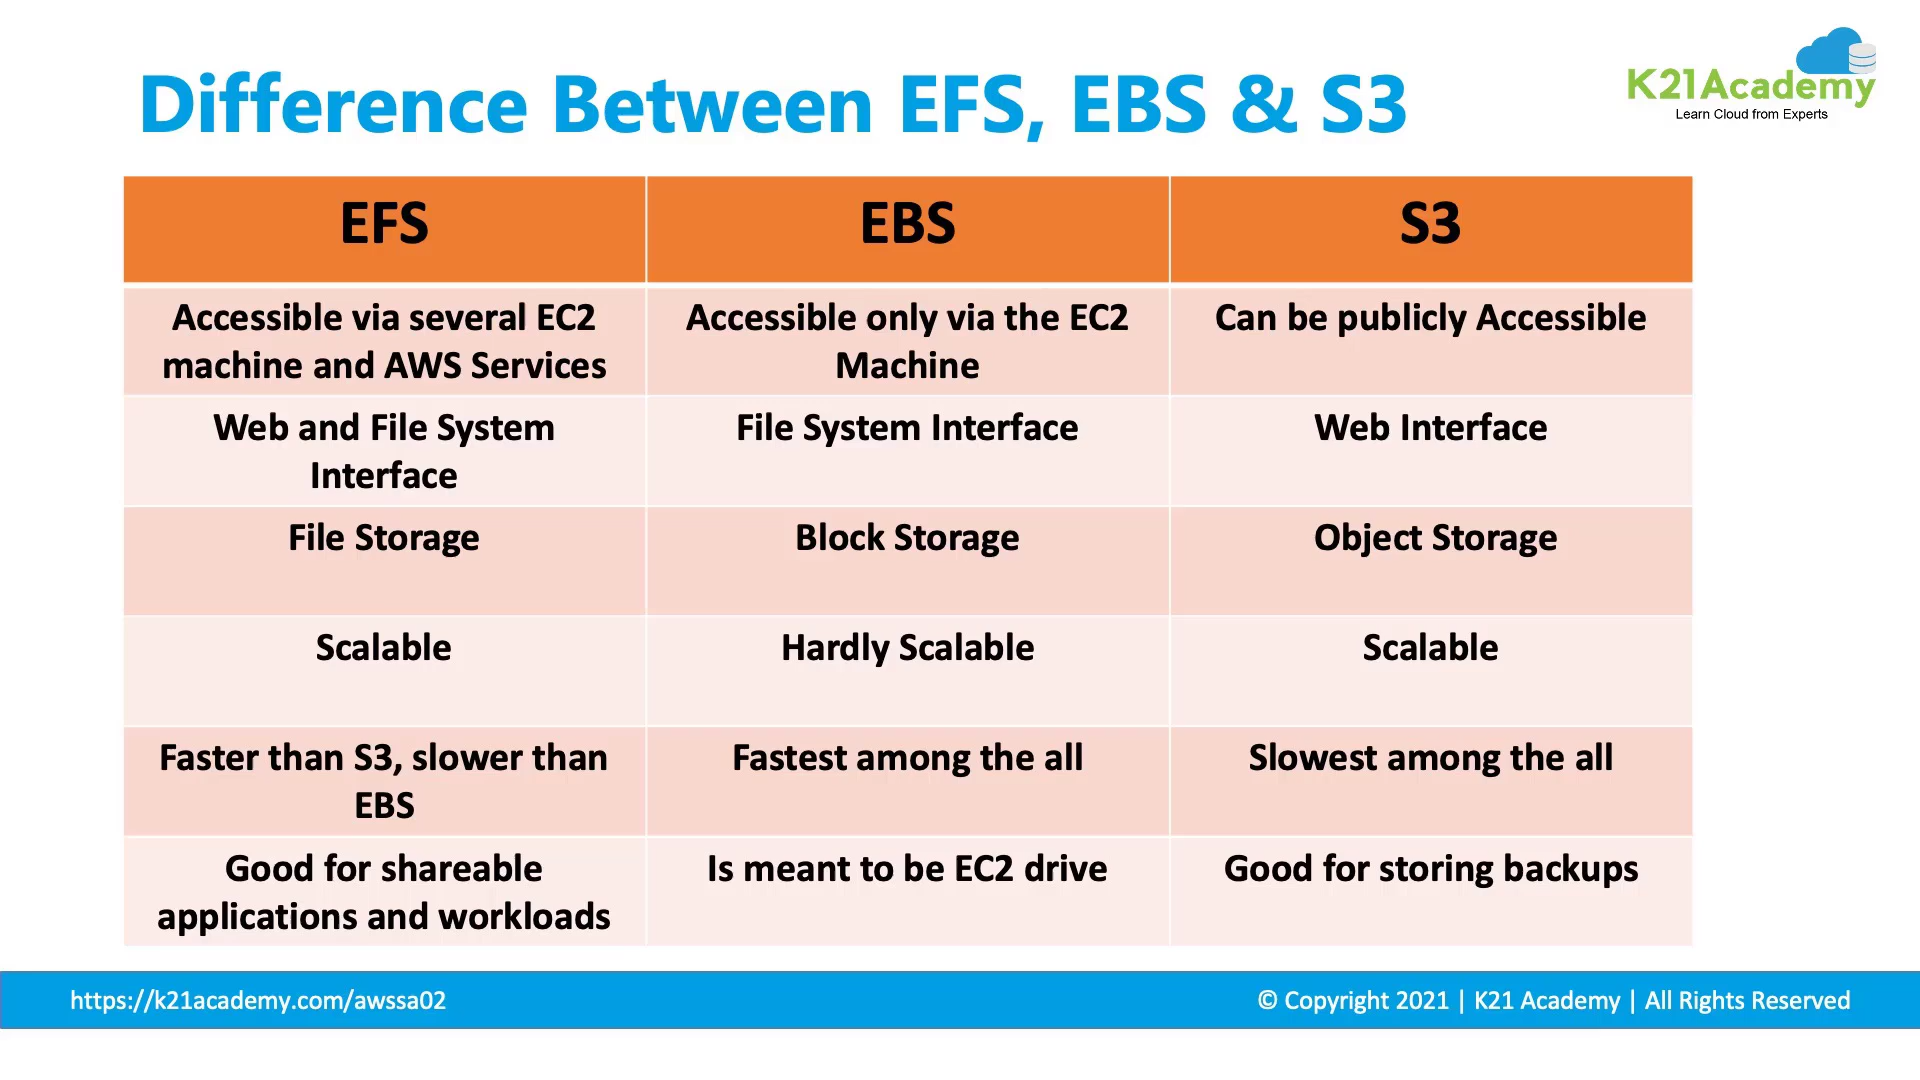 Difference Between EFS, EBS & S3
K21Academy
Learn Cloud from Experts
EFS
EBS
S3
Accessible via several EC2
machine and AWS Services
Accessible only via the EC2
Machine
Can be publicly Accessible
Web and File System
Interface
File System Interface
Web Interface
File Storage
Block Storage
Object Storage
Scalable
Hardly Scalable
Scalable
Faster than S3, slower than
EBS
Fastest among the all
Slowest among the all
Good for shareable
applications and workloads
Is meant to be EC2 drive
Good for storing backups
https://k21academy.com/awssa02
© Copyright 2021 | K21 Academy | All Rights Reserved